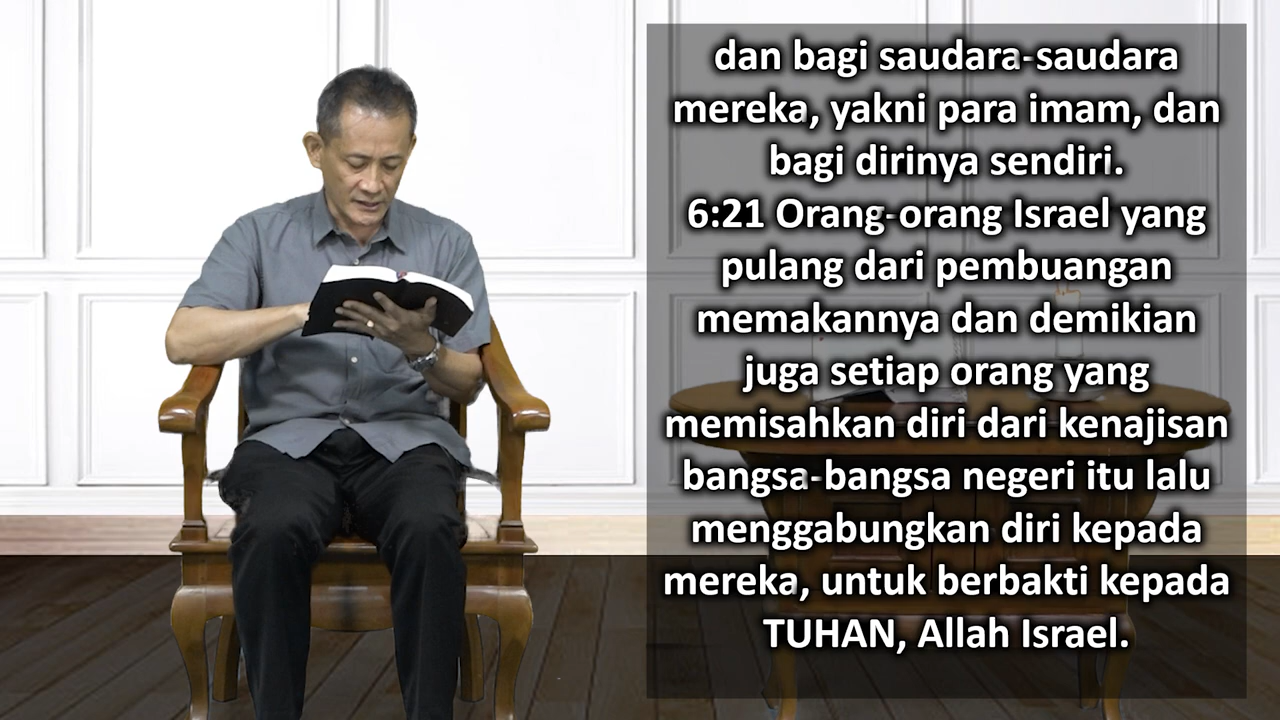 dan bagi saudara-saudara
mereka, yakni para imam, dan
bagi dirinya sendiri.
6:21 Orang-orang Israel yang
pulang dari pembuangan
memakannya dan demikian
juga setiap orang yang
memisahkan diri dari kenajisan
bangsa-bangsa negeri itu lalu
menggabungkan diri kepada
mereka, untuk berbakti kepada
TUHAN, Allah Israel.